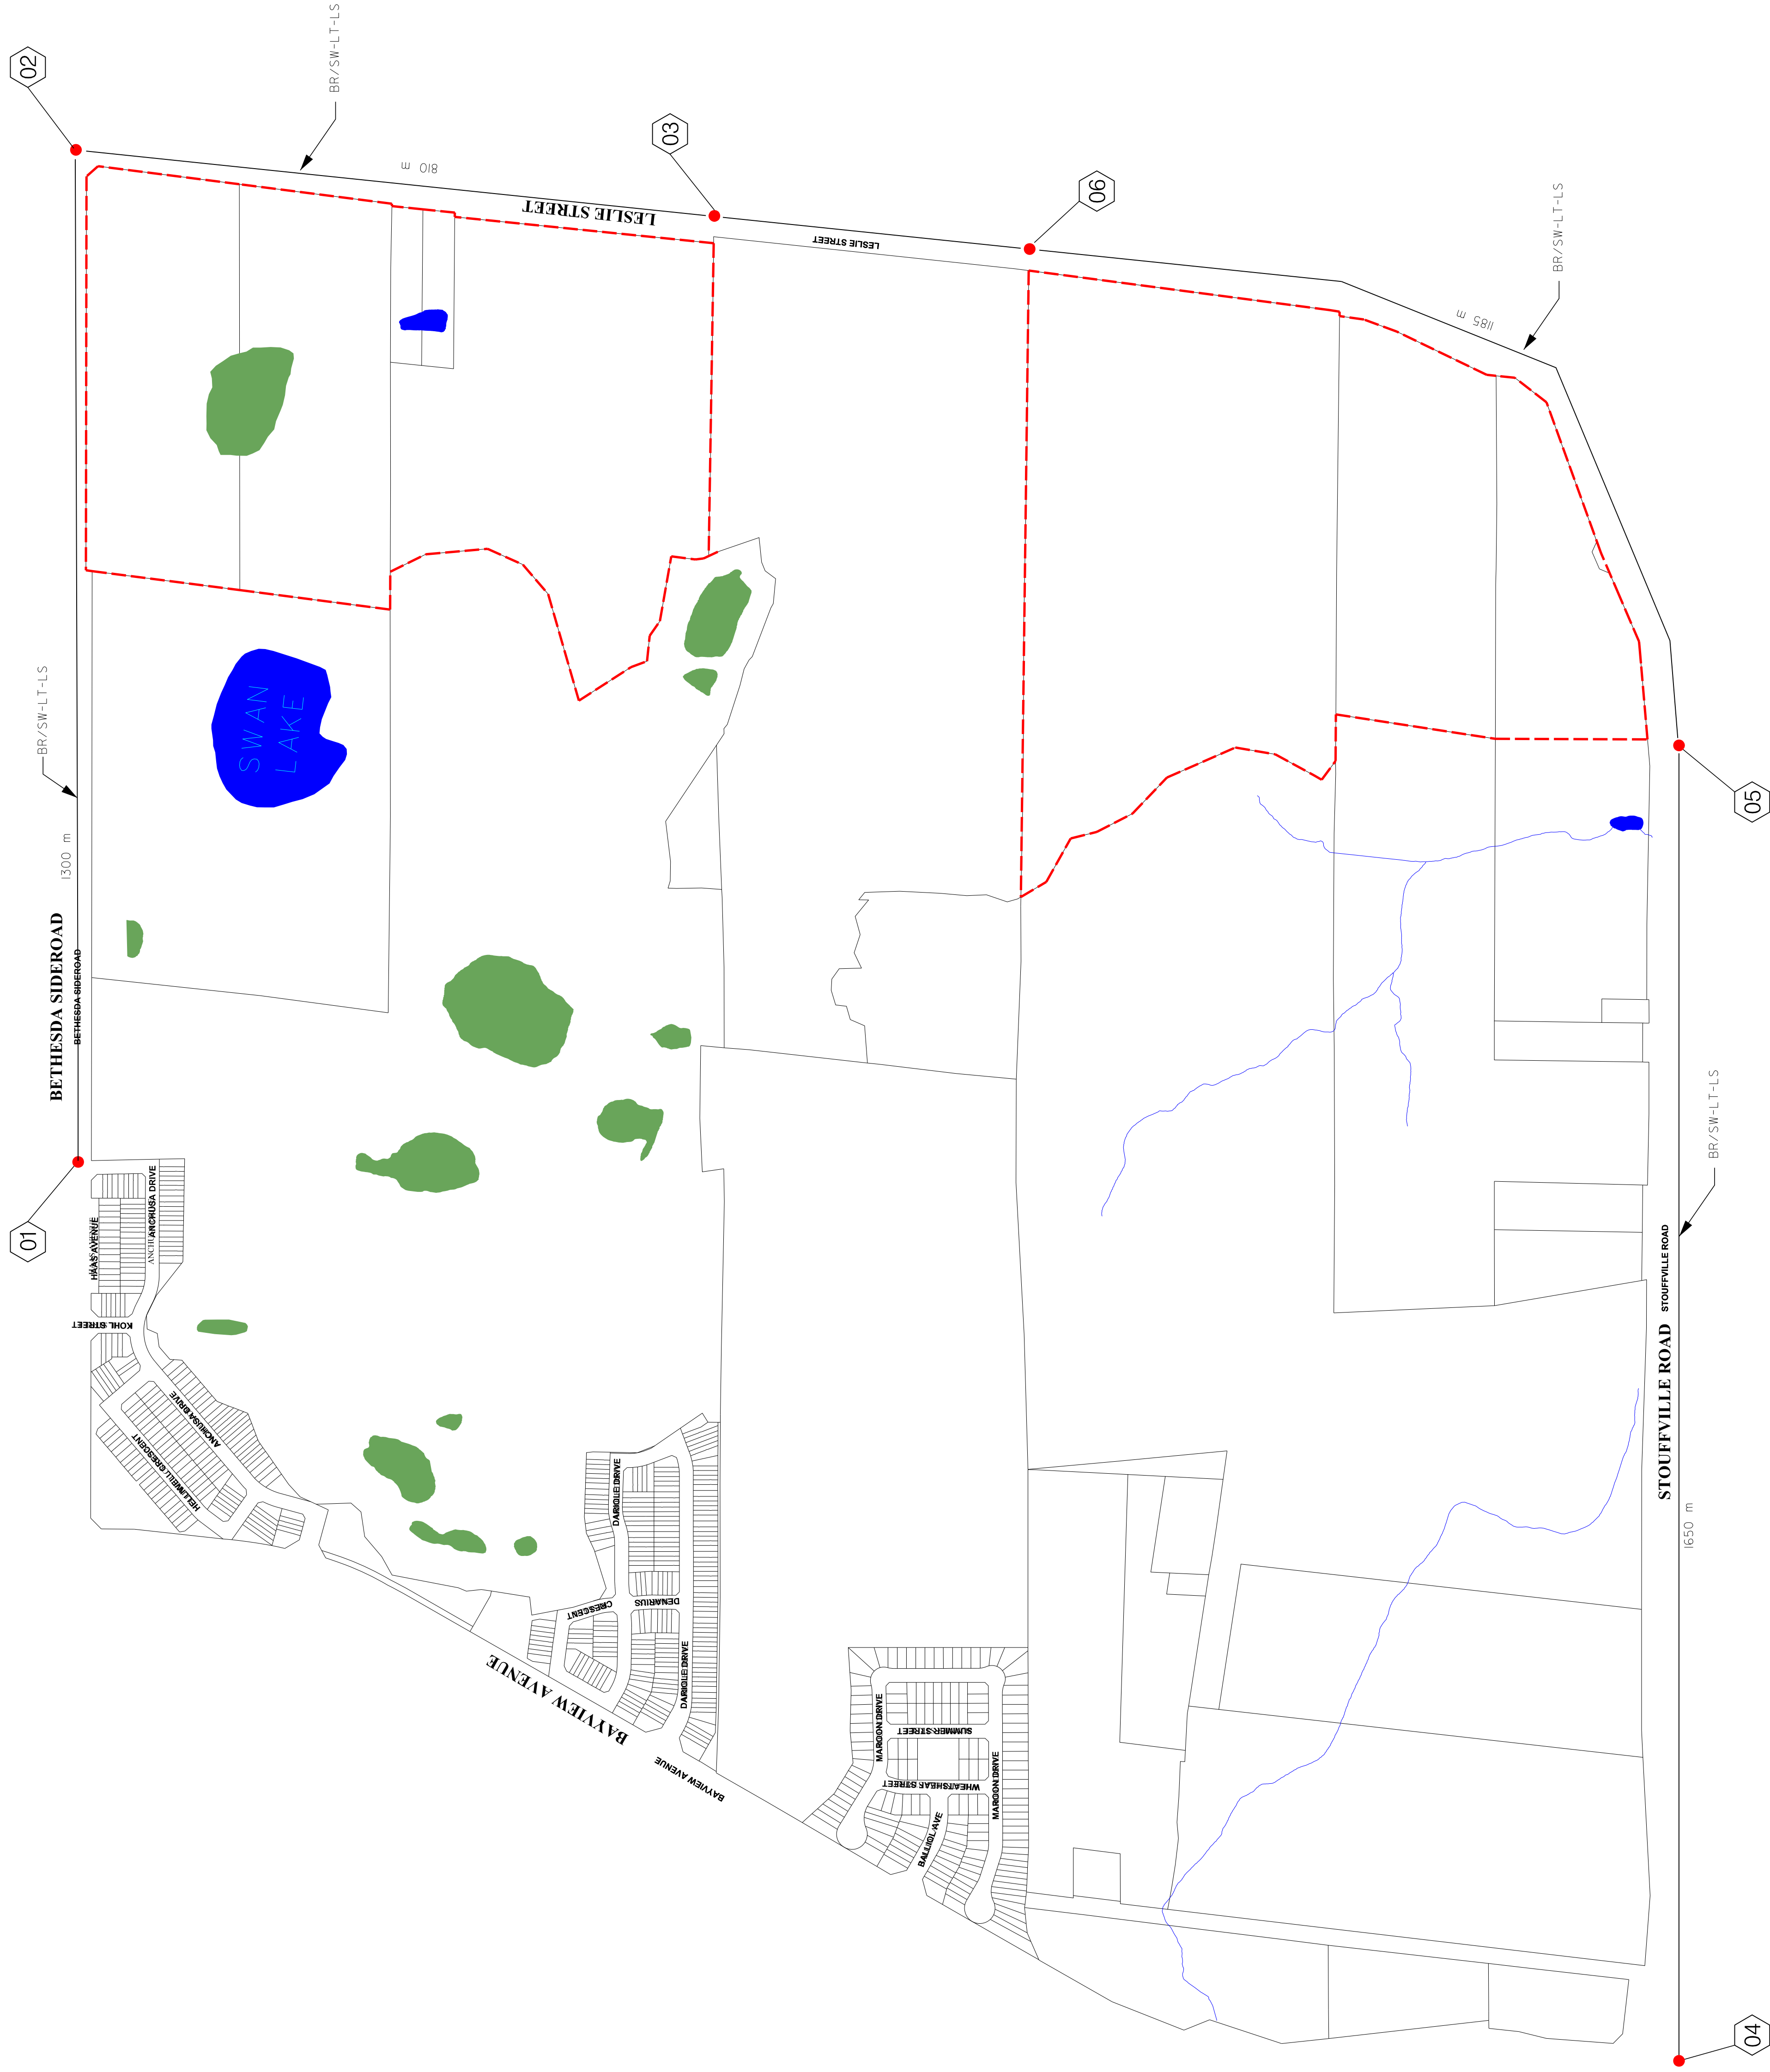 02
BR/SW-LT-LS
03
810 m
LESLIE STREET
LESLIE STREET
06
BR/SW-LT-LS
1185 m
BR/SW-LT-LS
1300 m
SWAN
LAKE
BETHESDA SIDEROAD
BETHESDA SIDEROAD
05
01
HAAS AVENUE
ANCHUSA DRIVE
KOHL STREET
ANCHUSA DRIVE
HELLIWELL CRESCENT
BR/SW-LT-LS
STOUFFVILLE ROAD
STOUFFVILLE ROAD
1650 m
DARIOLE DRIVE
CRESCENT
DENARIUS
DARIOLE DRIVE
BAYVIEW AVENUE
BAYVIEW AVENUE
MAROON DRIVE
SUMMER STREET
WHEATSHEAF STREET
MAROON DRIVE
BALLIOL AVE
04